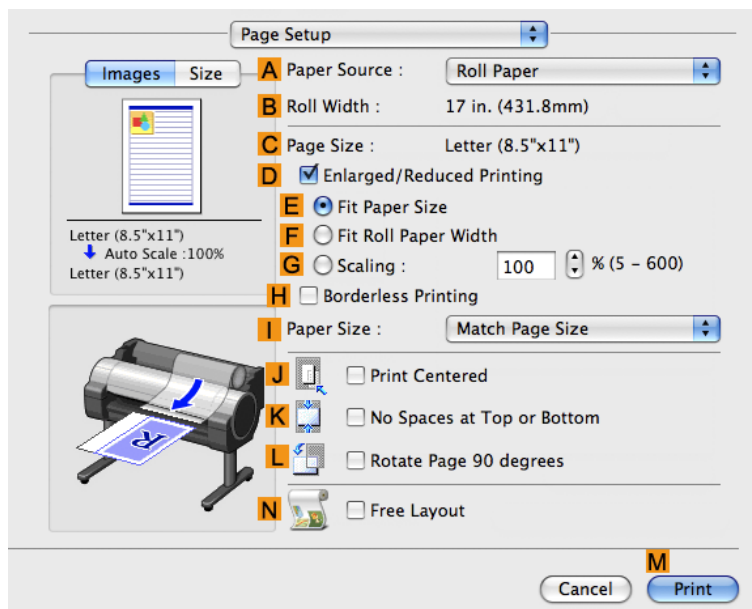 Page Setup
Images Size
A Paper Source : Roll Paper
B Roll Width : 17 in. (431.8mm)
C Page Size : Letter (8.5"x11")
D Enlarged/Reduced Printing
E Fit Paper Size
F Fit Roll Paper Width
G Scaling : 100 % (5 - 600)
H Borderless Printing
I Paper Size : Match Page Size
Letter (8.5"x11")
Auto Scale :100%
Letter (8.5"x11")
R
J Print Centered
K No Spaces at Top or Bottom
L Rotate Page 90 degrees
N Free Layout
M
Cancel Print